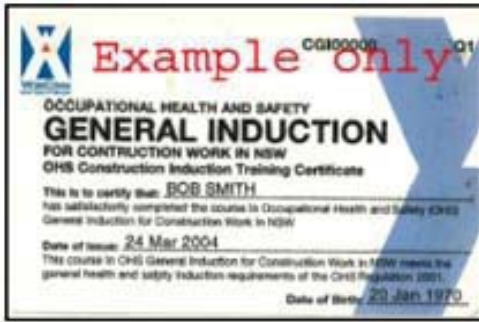 CGI00000 01
Example only
OCCUPATIONAL HEALTH AND SAFETY
GENERAL INDUCTION
FOR CONTRUCTION WORK IN NSW
OHS Construction Induction Training Certificate
This is to certify that: BOB SMITH
has satisfactorily completed the course in Occupational Health and Safety (OHS)
General Induction for Construction Work in NSW
Date of Issue: 24 Mar 2004
This course in OHS General Induction for Construction Work in NSW meets the
general health and safety induction requirements of the OHS Regulation 2001.
Date of Birth: 20 Jan 1970